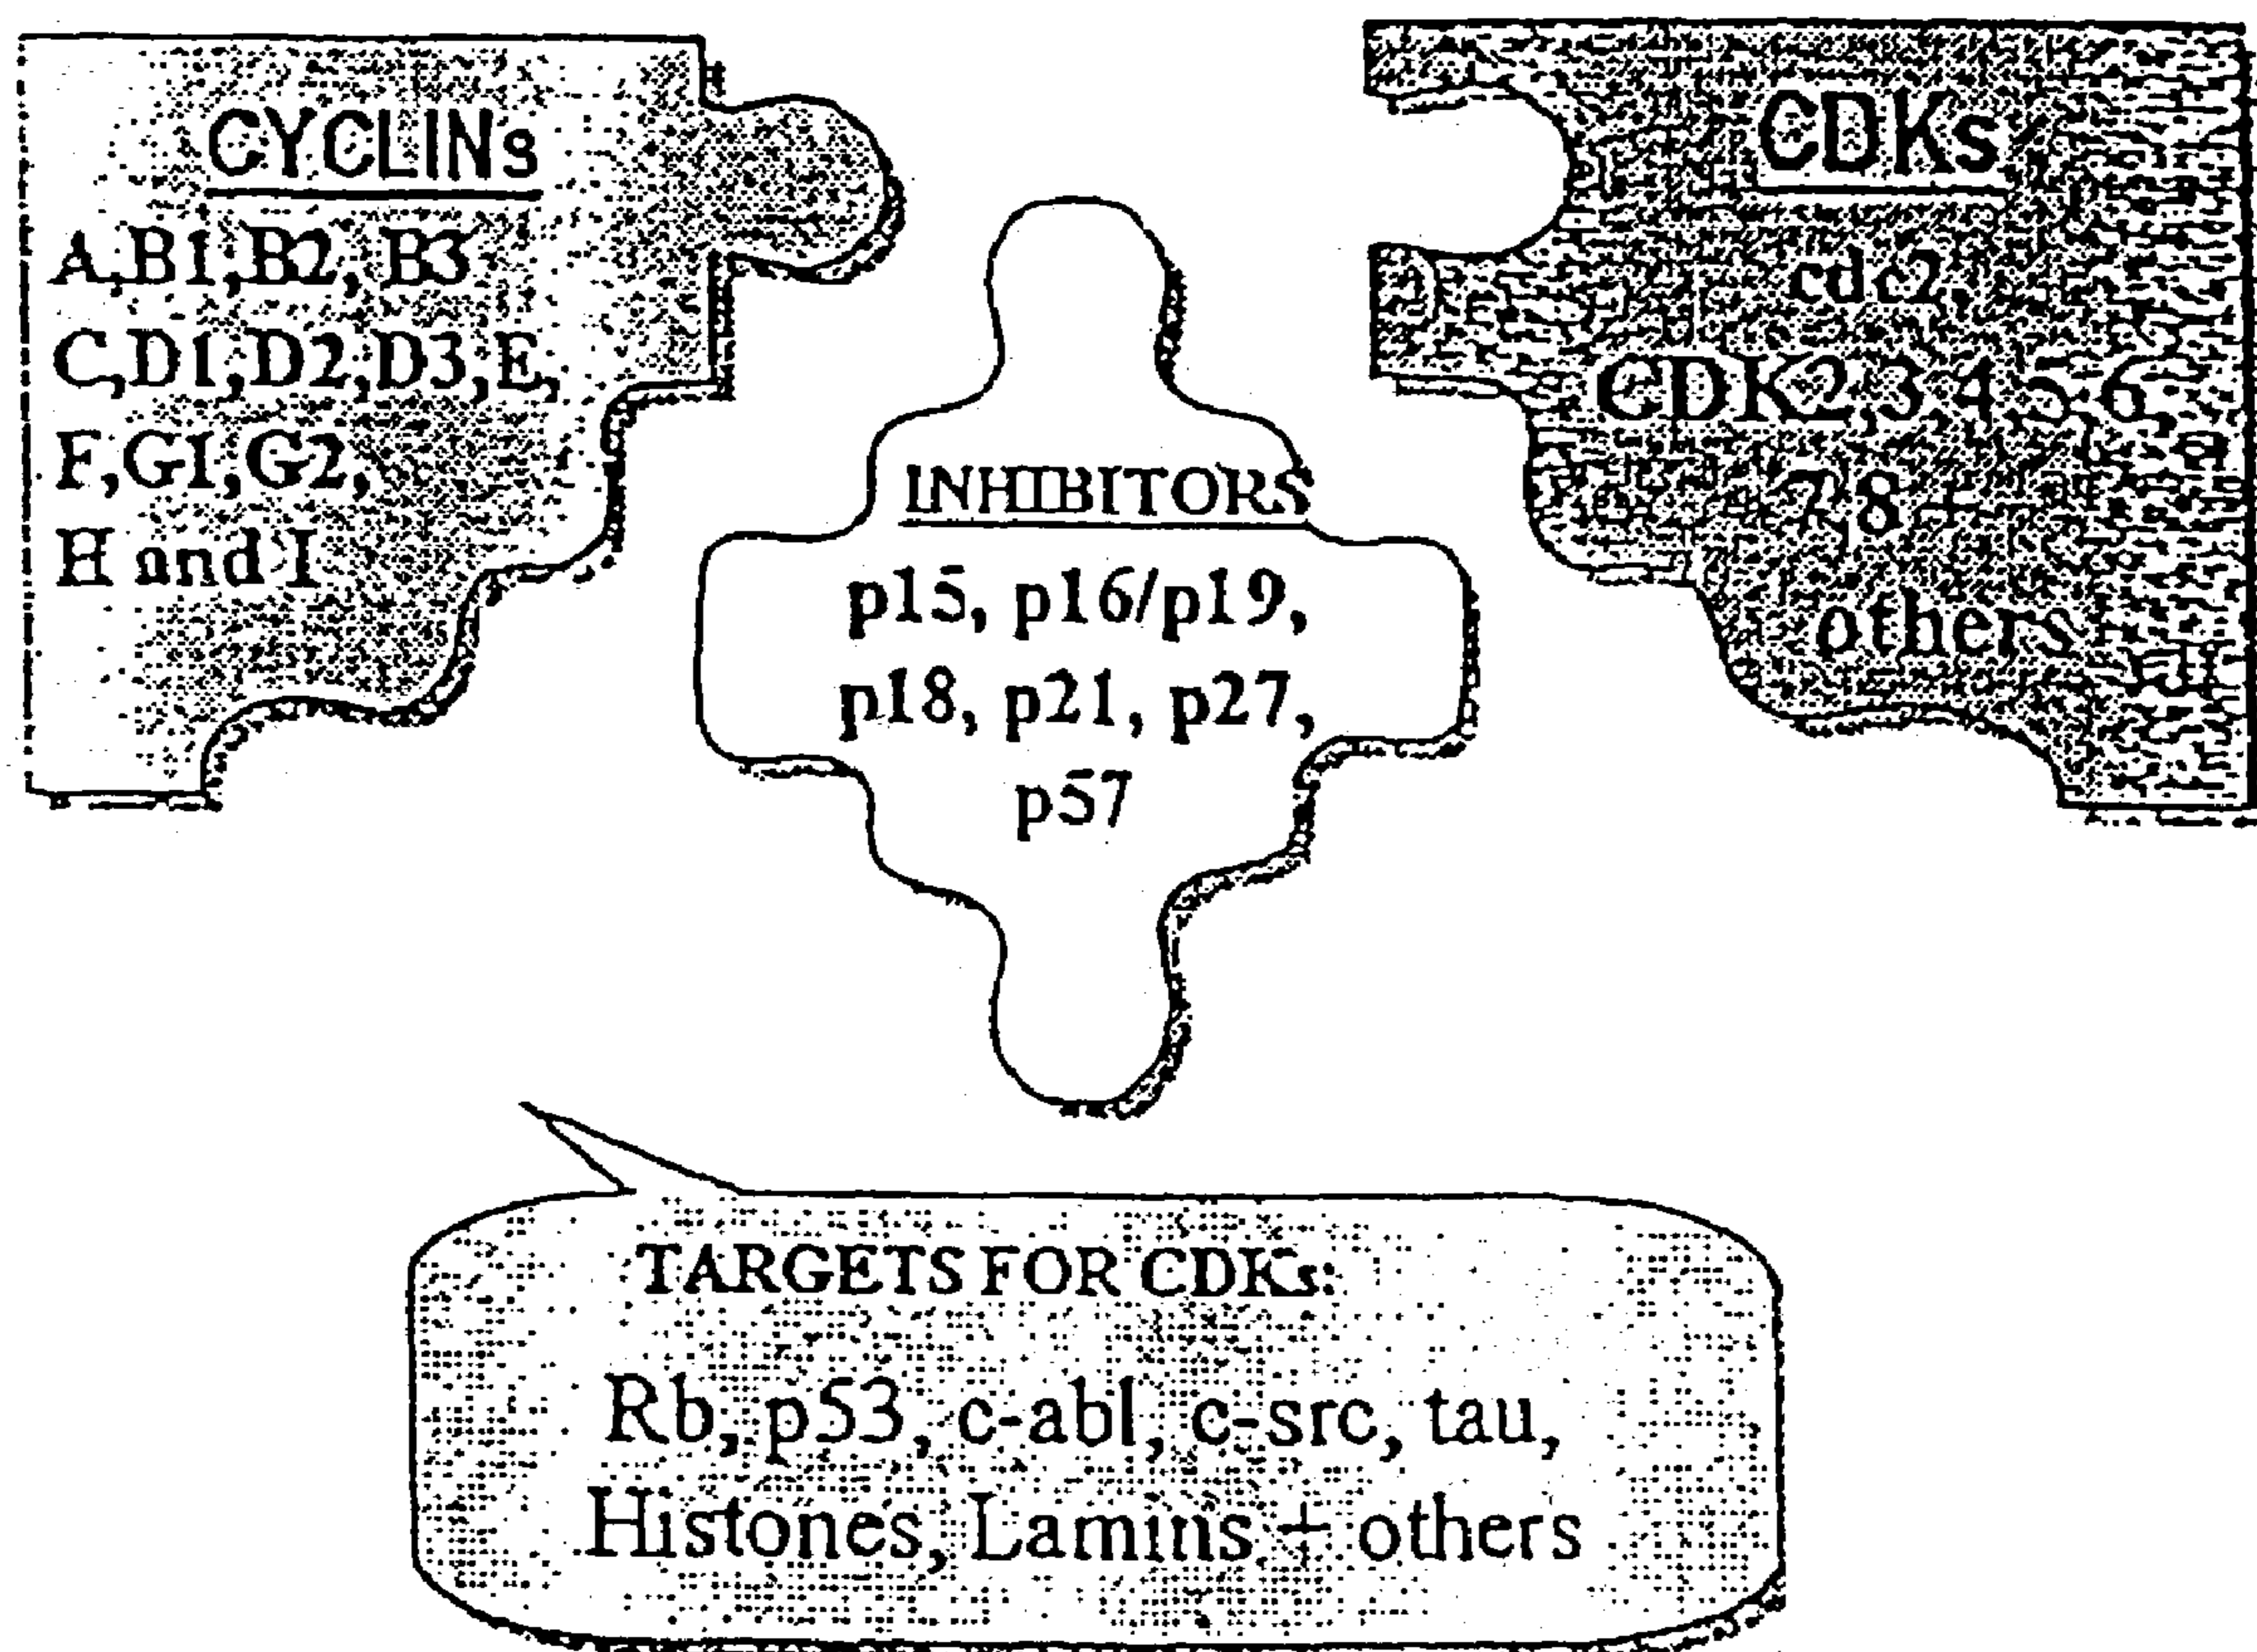 CYCLINs
A,B1,B2, B3
C,D1,D2,D3,E,
F,G1,G2,
H and I
CDKs
cdc2,
CDK2,3,4,5,6,
7,8 +
others
INHIBITORS
p15, p16/p19,
p18, p21, p27,
p57
TARGETS FOR CDKs:
Rb, p53, c-abl, c-src, tau,
Histones, Lamins + others